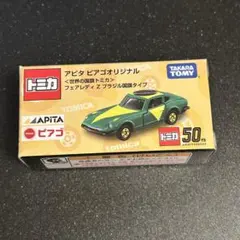 トミカ
アピタ ピアゴオリジナル
<世界の国旗トミカ>
フェアレディ Z ブラジル国旗タイプ
TAKARA TOMY
TOMICA
APiTA
ピアゴ
トミカ
50th
ANNIVERSARY